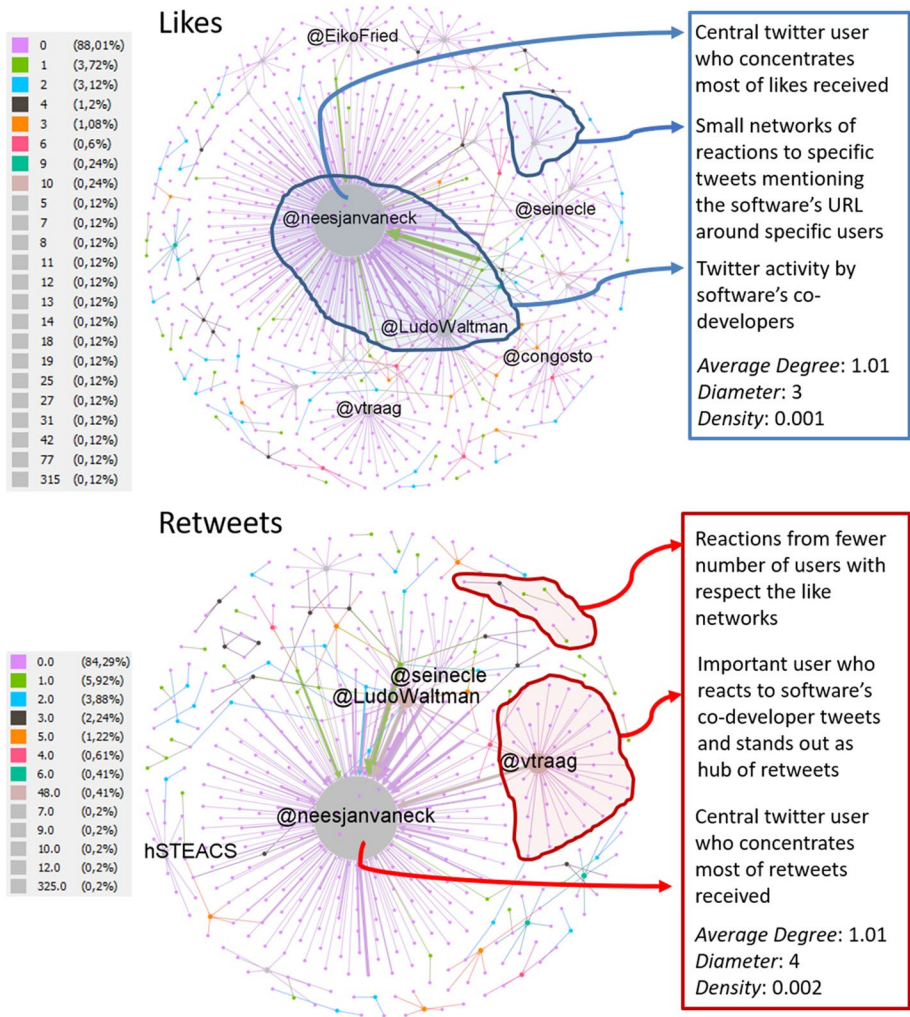 Likes
0 (88,01%)
1 (3,72%)
2 (3,12%)
4 (1,2%)
3 (1,08%)
6 (0,6%)
9 (0,24%)
10 (0,24%)
5 (0,12%)
7 (0,12%)
8 (0,12%)
11 (0,12%)
12 (0,12%)
13 (0,12%)
14 (0,12%)
18 (0,12%)
19 (0,12%)
25 (0,12%)
27 (0,12%)
31 (0,12%)
42 (0,12%)
77 (0,12%)
315 (0,12%)
@EikoFried
@neesjanvaneck
@seinecle
@LudoWaltman
@congosto
@vtraag
Central twitter user
who concentrates
most of likes received
Small networks of
reactions to specific
tweets mentioning
the software's URL
around specific users
Twitter activity by
software's co-
developers
Average Degree: 1.01
Diameter: 3
Density: 0.001
Retweets
0.0 (84,29%)
1.0 (5,92%)
2.0 (3,88%)
3.0 (2,24%)
5.0 (1,22%)
4.0 (0,61%)
6.0 (0,41%)
48.0 (0,41%)
7.0 (0,2%)
9.0 (0,2%)
10.0 (0,2%)
12.0 (0,2%)
325.0 (0,2%)
@seinecle
@LudoWaltman
@vtraag
@neesjanvaneck
hSTEACS
Reactions from fewer
number of users with
respect the like
networks
Important user who
reacts to software's
co-developer tweets
and stands out as
hub of retweets
Central twitter user
who concentrates
most of retweets
received
Average Degree: 1.01
Diameter: 4
Density: 0.002